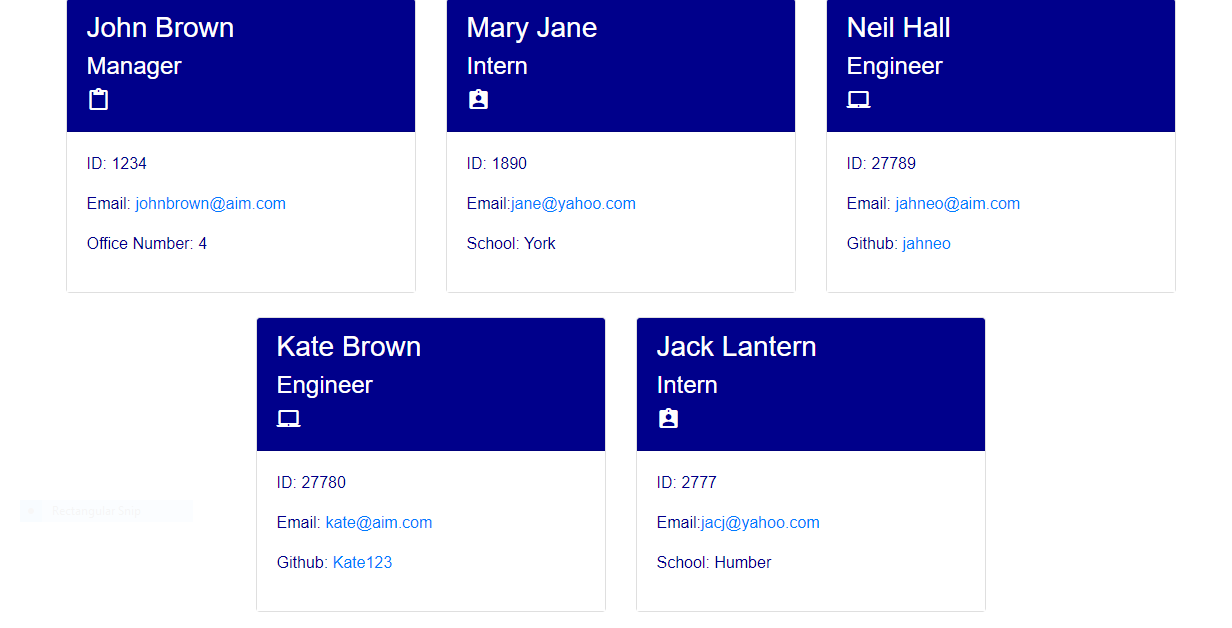 John Brown
Manager
ID: 1234
Email: johnbrown@aim.com
Office Number: 4
Mary Jane
Intern
ID: 1890
Email:jane@yahoo.com
School: York
Neil Hall
Engineer
ID: 27789
Email: jahneo@aim.com
Github: jahneo
Kate Brown
Engineer
ID: 27780
Email: kate@aim.com
Github: Kate123
Jack Lantern
Intern
ID: 2777
Email:jacj@yahoo.com
School: Humber
Rectangular Snip